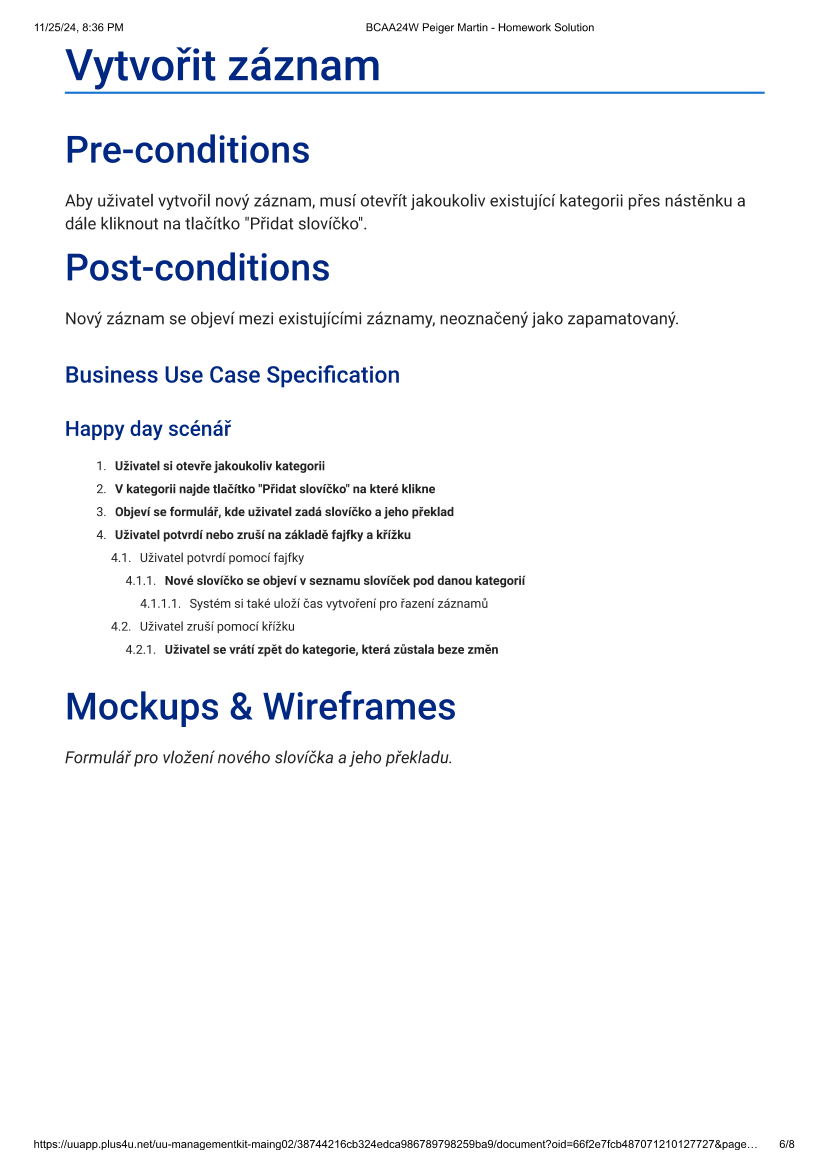 11/25/24, 8:36 PM BCAA24W Peiger Martin - Homework Solution
Vytvořit záznam
Pre-conditions
Aby uživatel vytvořil nový záznam, musí otevřít jakoukoliv existující kategorii přes nástěnku a
dále kliknout na tlačítko "Přidat slovíčko".
Post-conditions
Nový záznam se objeví mezi existujícími záznamy, neoznačený jako zapamatovaný.
Business Use Case Specification
Happy day scénář
1. Uživatel si otevře jakoukoliv kategorii
2. V kategorii najde tlačítko "Přidat slovíčko" na které klikne
3. Objeví se formulář, kde uživatel zadá slovíčko a jeho překlad
4. Uživatel potvrdí nebo zruší na základě fajfky a křížku
4.1. Uživatel potvrdí pomocí fajfky
4.1.1. Nové slovíčko se objeví v seznamu slovíček pod danou kategorií
4.1.1.1. Systém si také uloží čas vytvoření pro řazení záznamů
4.2. Uživatel zruší pomocí křížku
4.2.1. Uživatel se vrátí zpět do kategorie, která zůstala beze změn
Mockups & Wireframes
Formulář pro vložení nového slovíčka a jeho překladu.
https://uuapp.plus4u.net/uu-managementkit-maing02/38744216cb324edca986789798259ba9/document?oid=66f2e7fcb487071210127727&page… 6/8